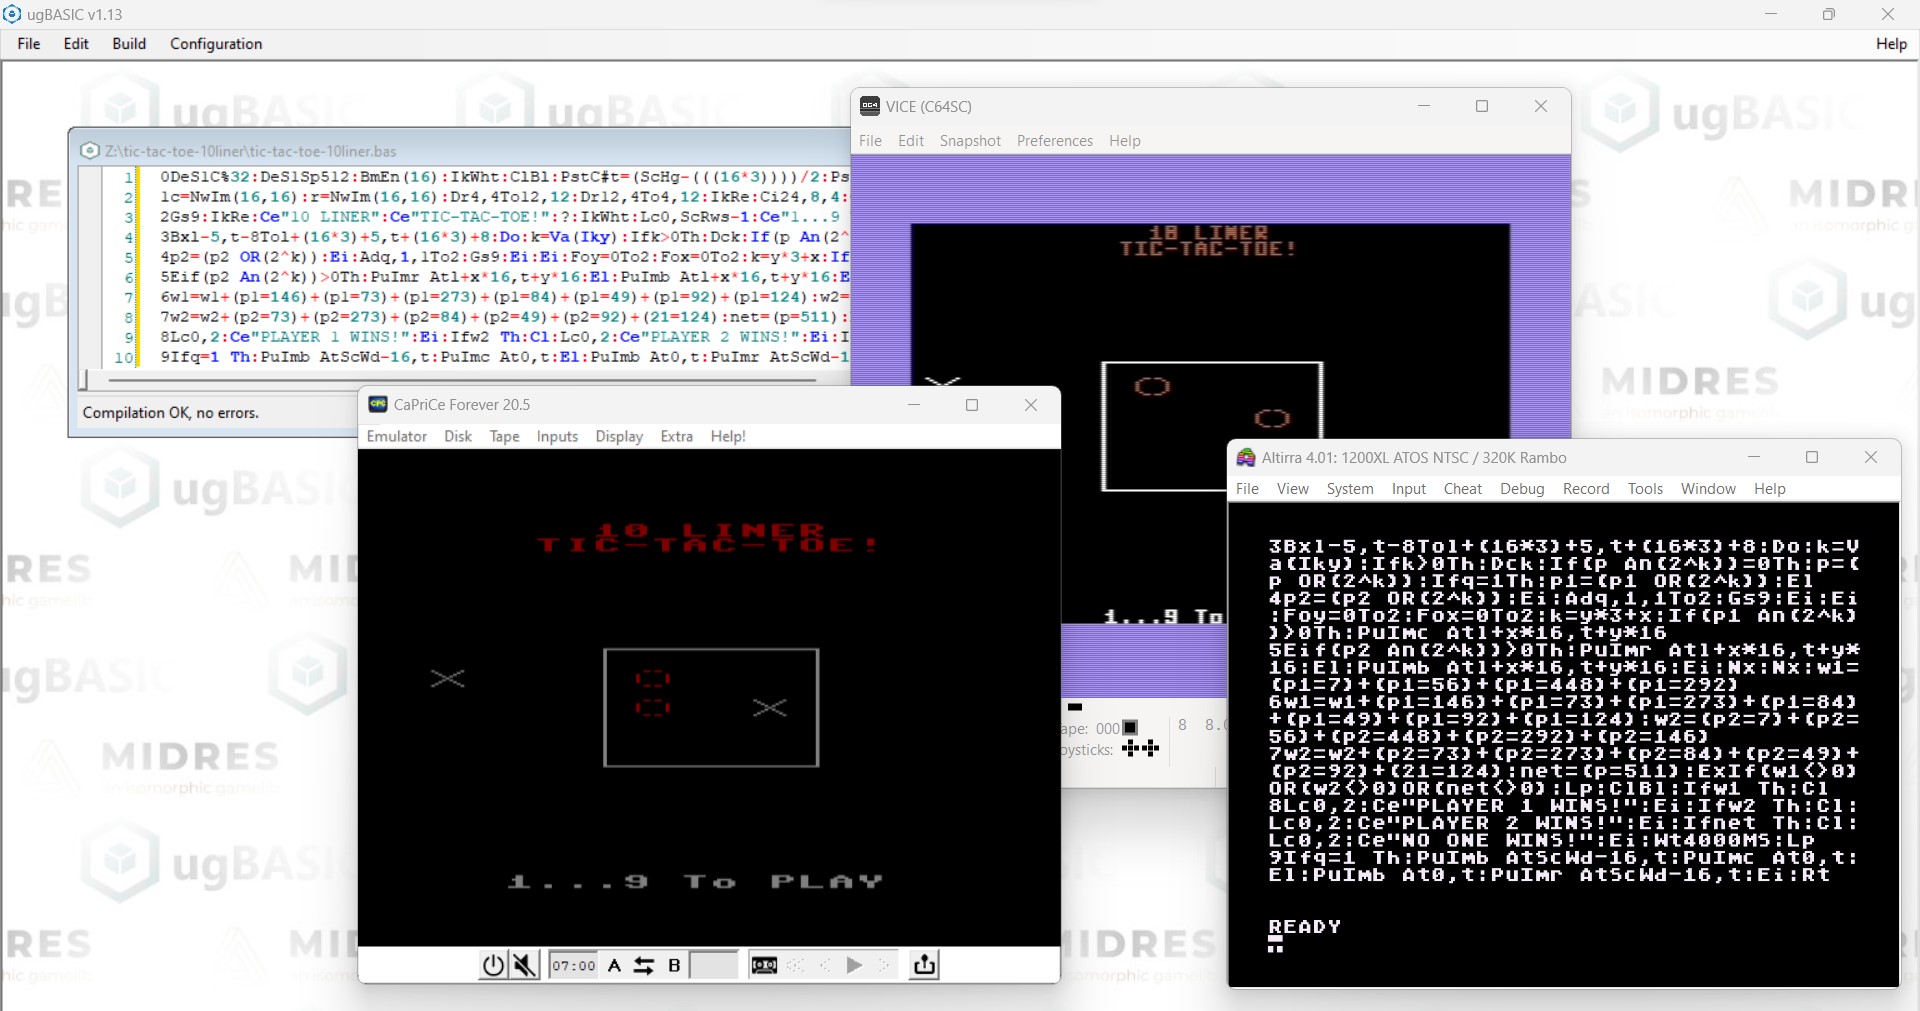 ugBASIC v1.13
File Edit Build Configuration Help
Z:\tic-tac-toe-10liner\tic-tac-toe-10liner.bas
1 0DeSlC%32:DeSlSp512:BmEn(16):IkWht:ClBl:PstC#t=(ScHg-(((16*3))))/2:Ps
2 1c=NwIm(16,16):r=NwIm(16,16):Dr4,4To12,12:Dr12,4To4,12:IkRe:Ci24,8,4:
3 2Gs9:IkRe:Ce"10 LINER":Ce"TIC-TAC-TOE!":?:IkWht:Lc0,ScRws-1:Ce"1...9
4 3Bxl-5,t-8Tol+(16*3)+5,t+(16*3)+8:Do:k=Va(Iky):Ifk>0Th:Dck:If(p An(2^
5 4p2=(p2 OR(2^k)):Ei:Adq,1,1To2:Gs9:Ei:Ei:Foy=0To2:Fox=0To2:k=y*3+x:If
6 5Eif(p2 An(2^k))>0Th:PuImr Atl+x*16,t+y*16:El:PuImb Atl+x*16,t+y*16:E
7 6w1=w1+(p1=146)+(p1=73)+(p1=273)+(p1=84)+(p1=49)+(p1=92)+(p1=124):w2=
8 7w2=w2+(p2=73)+(p2=273)+(p2=84)+(p2=49)+(p2=92)+(21=124):net=(p=511):
9 8Lc0,2:Ce"PLAYER 1 WINS!":Ei:Ifw2 Th:Cl:Lc0,2:Ce"PLAYER 2 WINS!":Ei:I
10 9Ifq=1 Th:PuImb AtScWd-16,t:PuImc At0,t:El:PuImb At0,t:PuImr AtScWd-1
Compilation OK, no errors.
VICE (C64SC)
File Edit Snapshot Preferences Help
10 LINER
TIC-TAC-TOE!
1...9 To
ape: 000
8 8.0
oysticks:
CaPriCe Forever 20.5
Emulator Disk Tape Inputs Display Extra Help!
10 LINER
TIC-TAC-TOE!
1...9 To PLAY
07:00 A B
Altirra 4.01: 1200XL ATOS NTSC / 320K Rambo
File View System Input Cheat Debug Record Tools Window Help
3Bxl-5,t-8Tol+(16*3)+5,t+(16*3)+8:Do:k=V
a(Iky):Ifk>0Th:Dck:If(p An(2^k))=0Th:p=(
p OR(2^k)):Ifq=1Th:p1=(p1 OR(2^k)):El
4p2=(p2 OR(2^k)):Ei:Adq,1,1To2:Gs9:Ei:Ei
:Foy=0To2:Fox=0To2:k=y*3+x:If(p1 An(2^k)
)>0Th:PuImc Atl+x*16,t+y*16
5Eif(p2 An(2^k))>0Th:PuImr Atl+x*16,t+y*
16:El:PuImb Atl+x*16,t+y*16:Ei:Nx:Nx:w1=
(p1=7)+(p1=56)+(p1=448)+(p1=292)
6w1=w1+(p1=146)+(p1=73)+(p1=273)+(p1=84)
+(p1=49)+(p1=92)+(p1=124):w2=(p2=7)+(p2=
56)+(p2=448)+(p2=292)+(p2=146)
7w2=w2+(p2=73)+(p2=273)+(p2=84)+(p2=49)+
(p2=92)+(21=124):net=(p=511):ExIf(w1<>0)
OR(w2<>0)OR(net<>0):Lp:ClBl:Ifw1 Th:Cl
8Lc0,2:Ce"PLAYER 1 WINS!":Ei:Ifw2 Th:Cl:
Lc0,2:Ce"PLAYER 2 WINS!":Ei:Ifnet Th:Cl:
Lc0,2:Ce"NO ONE WINS!":Ei:Wt4000MS:Lp
9Ifq=1 Th:PuImb AtScWd-16,t:PuImc At0,t:
El:PuImb At0,t:PuImr AtScWd-16,t:Ei:Rt
READY